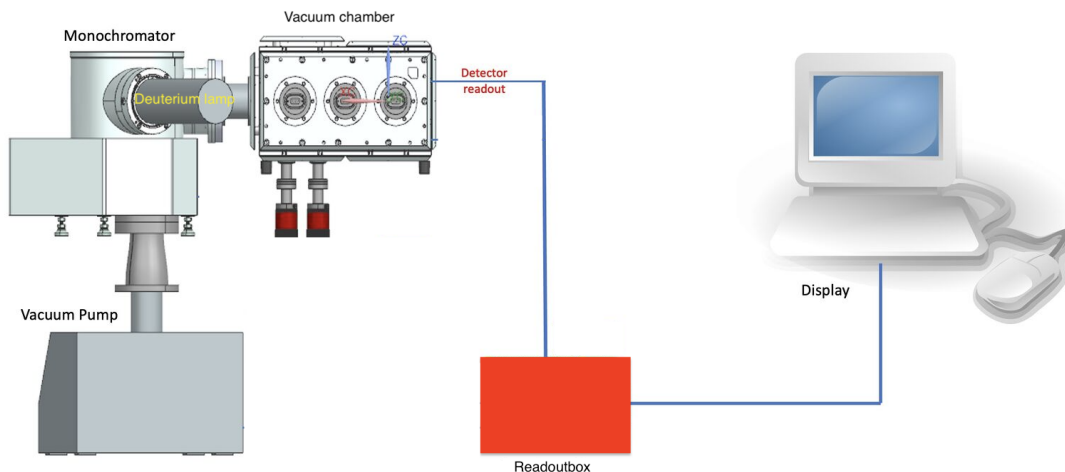 Vacuum chamber
Monochromator
ZC
Detector
readout
Deuterium lamp
Vacuum Pump
Display
Readoutbox